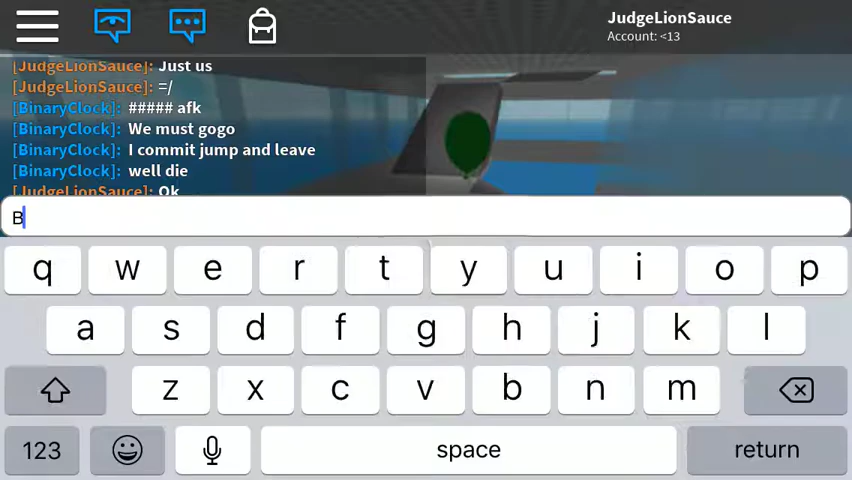 JudgeLionSauce
Account: <13
[JudgeLionSauce]: Just us
[JudgeLionSauce]: =/
[BinaryClock]: ##### afk
[BinaryClock]: We must gogo
[BinaryClock]: I commit jump and leave
[BinaryClock]: well die
[JudgeLionSauce]: Ok
B
q w e r t y u i o p
a s d f g h j k l
z x c v b n m
123 space return